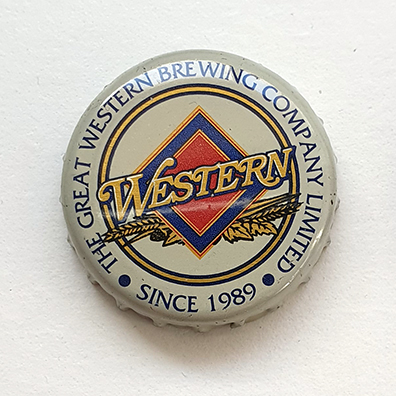 THE GREAT WESTERN BREWING COMPANY LIMITED
WESTERN
• SINCE 1989 •